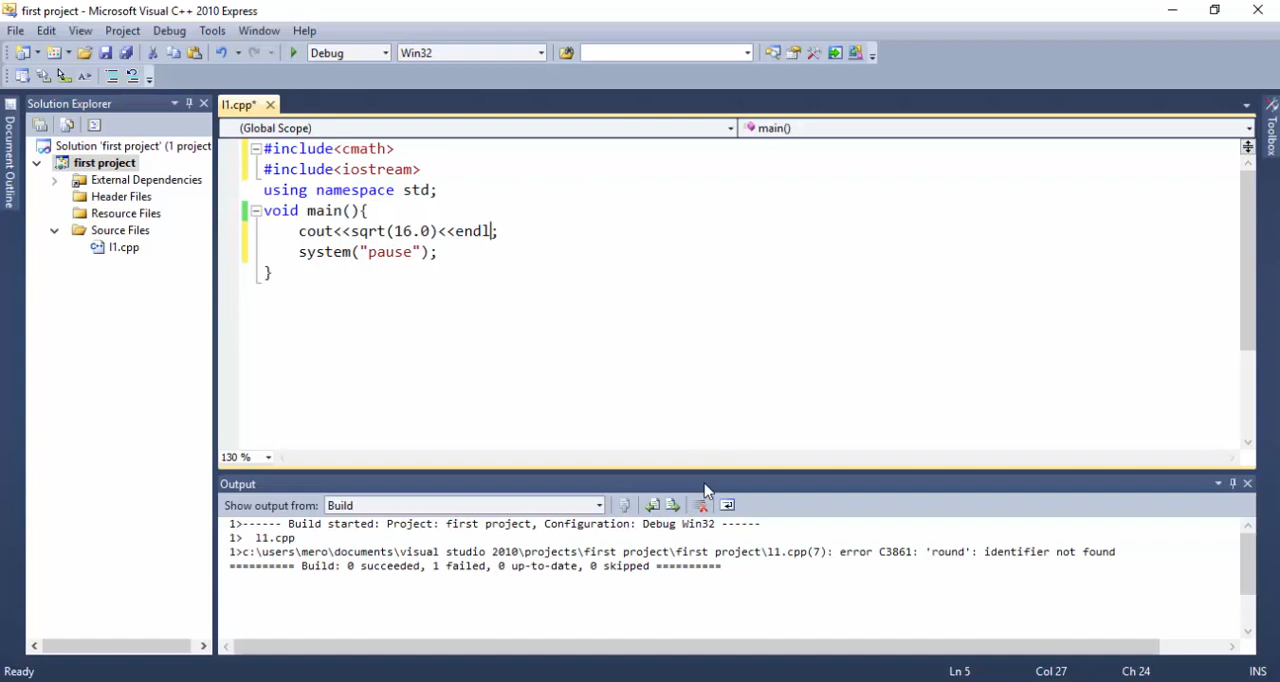 first project - Microsoft Visual C++ 2010 Express
File Edit View Project Debug Tools Window Help
Debug Win32
Solution Explorer
l1.cpp*
Document Outline
Toolbox
(Global Scope) main()
Solution 'first project' (1 project
first project
External Dependencies
Header Files
Resource Files
Source Files
l1.cpp
#include<cmath>
#include<iostream>
using namespace std;
void main(){
cout<<sqrt(16.0)<<endl;
system("pause");
}
130 %
Output
Show output from: Build
1>------ Build started: Project: first project, Configuration: Debug Win32 ------
1>  l1.cpp
1>c:\users\mero\documents\visual studio 2010\projects\first project\first project\l1.cpp(7): error C3861: 'round': identifier not found
========== Build: 0 succeeded, 1 failed, 0 up-to-date, 0 skipped ==========
Ready Ln 5 Col 27 Ch 24 INS